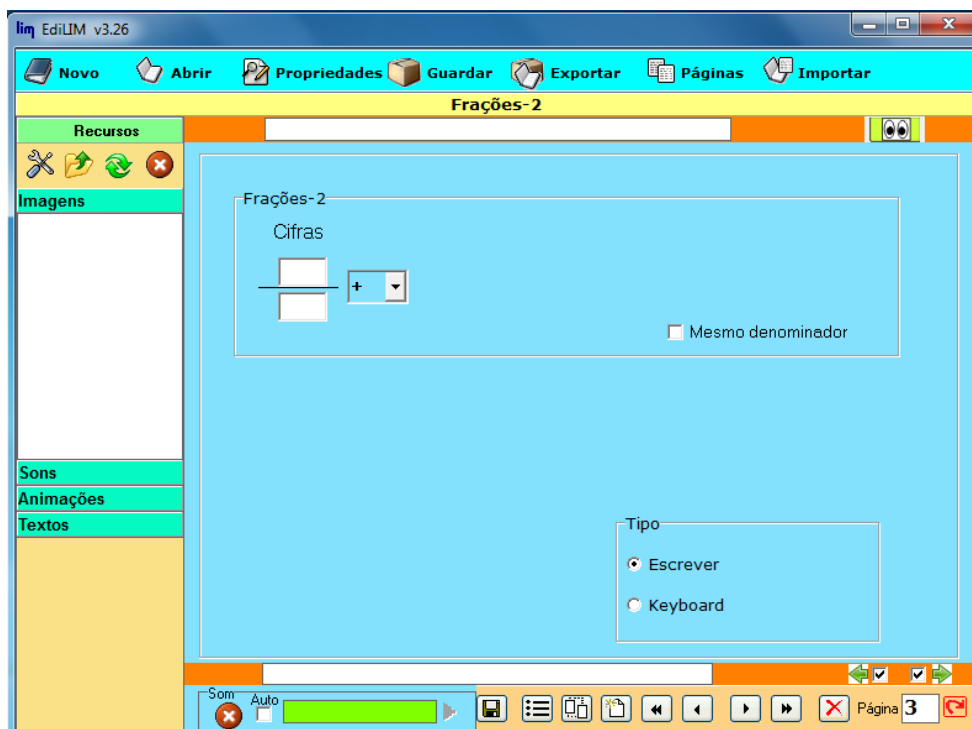 lim EdiLIM v3.26
Novo Abrir Propriedades Guardar Exportar Páginas Importar
Frações-2
Recursos
Imagens
Sons
Animações
Textos
Frações-2
Cifras
+
Mesmo denominador
Tipo
Escrever
Keyboard
Som
Auto
Página 3